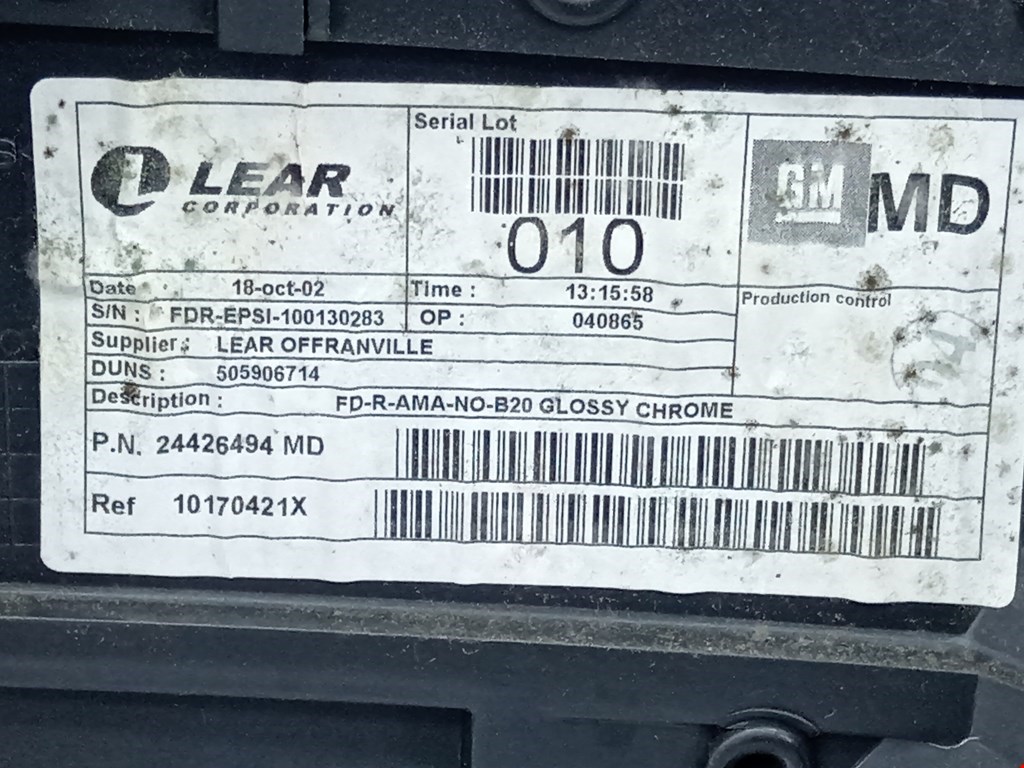 LEAR
CORPORATION
Serial Lot
010
GM MD
Date 18-oct-02 Time : 13:15:58
S/N : FDR-EPSI-100130283 OP : 040865
Production control
Supplier : LEAR OFFRANVILLE
DUNS : 505906714
Description : FD-R-AMA-NO-B20 GLOSSY CHROME
P.N. 24426494 MD
Ref 10170421X